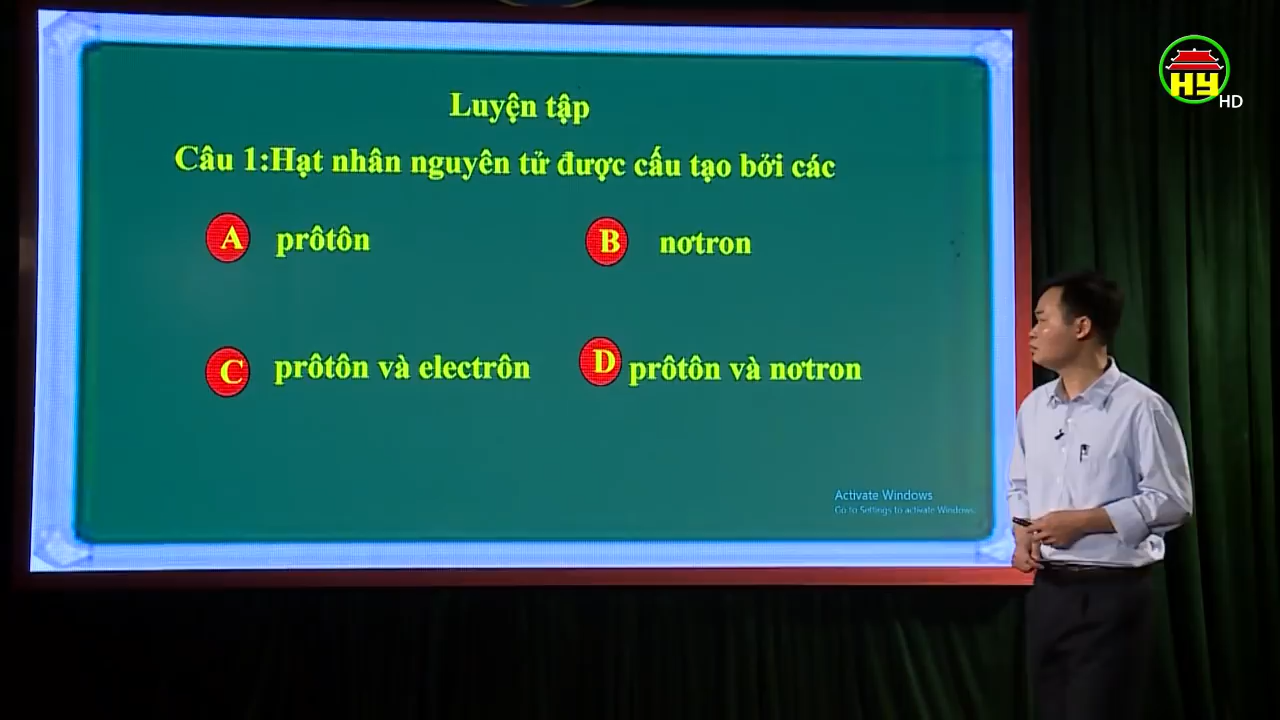 Luyện tập
Câu 1:Hạt nhân nguyên tử được cấu tạo bởi các
A prôtôn
B nơtron
C prôtôn và electrôn
D prôtôn và nơtron
Activate Windows
Go to Settings to activate Windows.
HY
HD